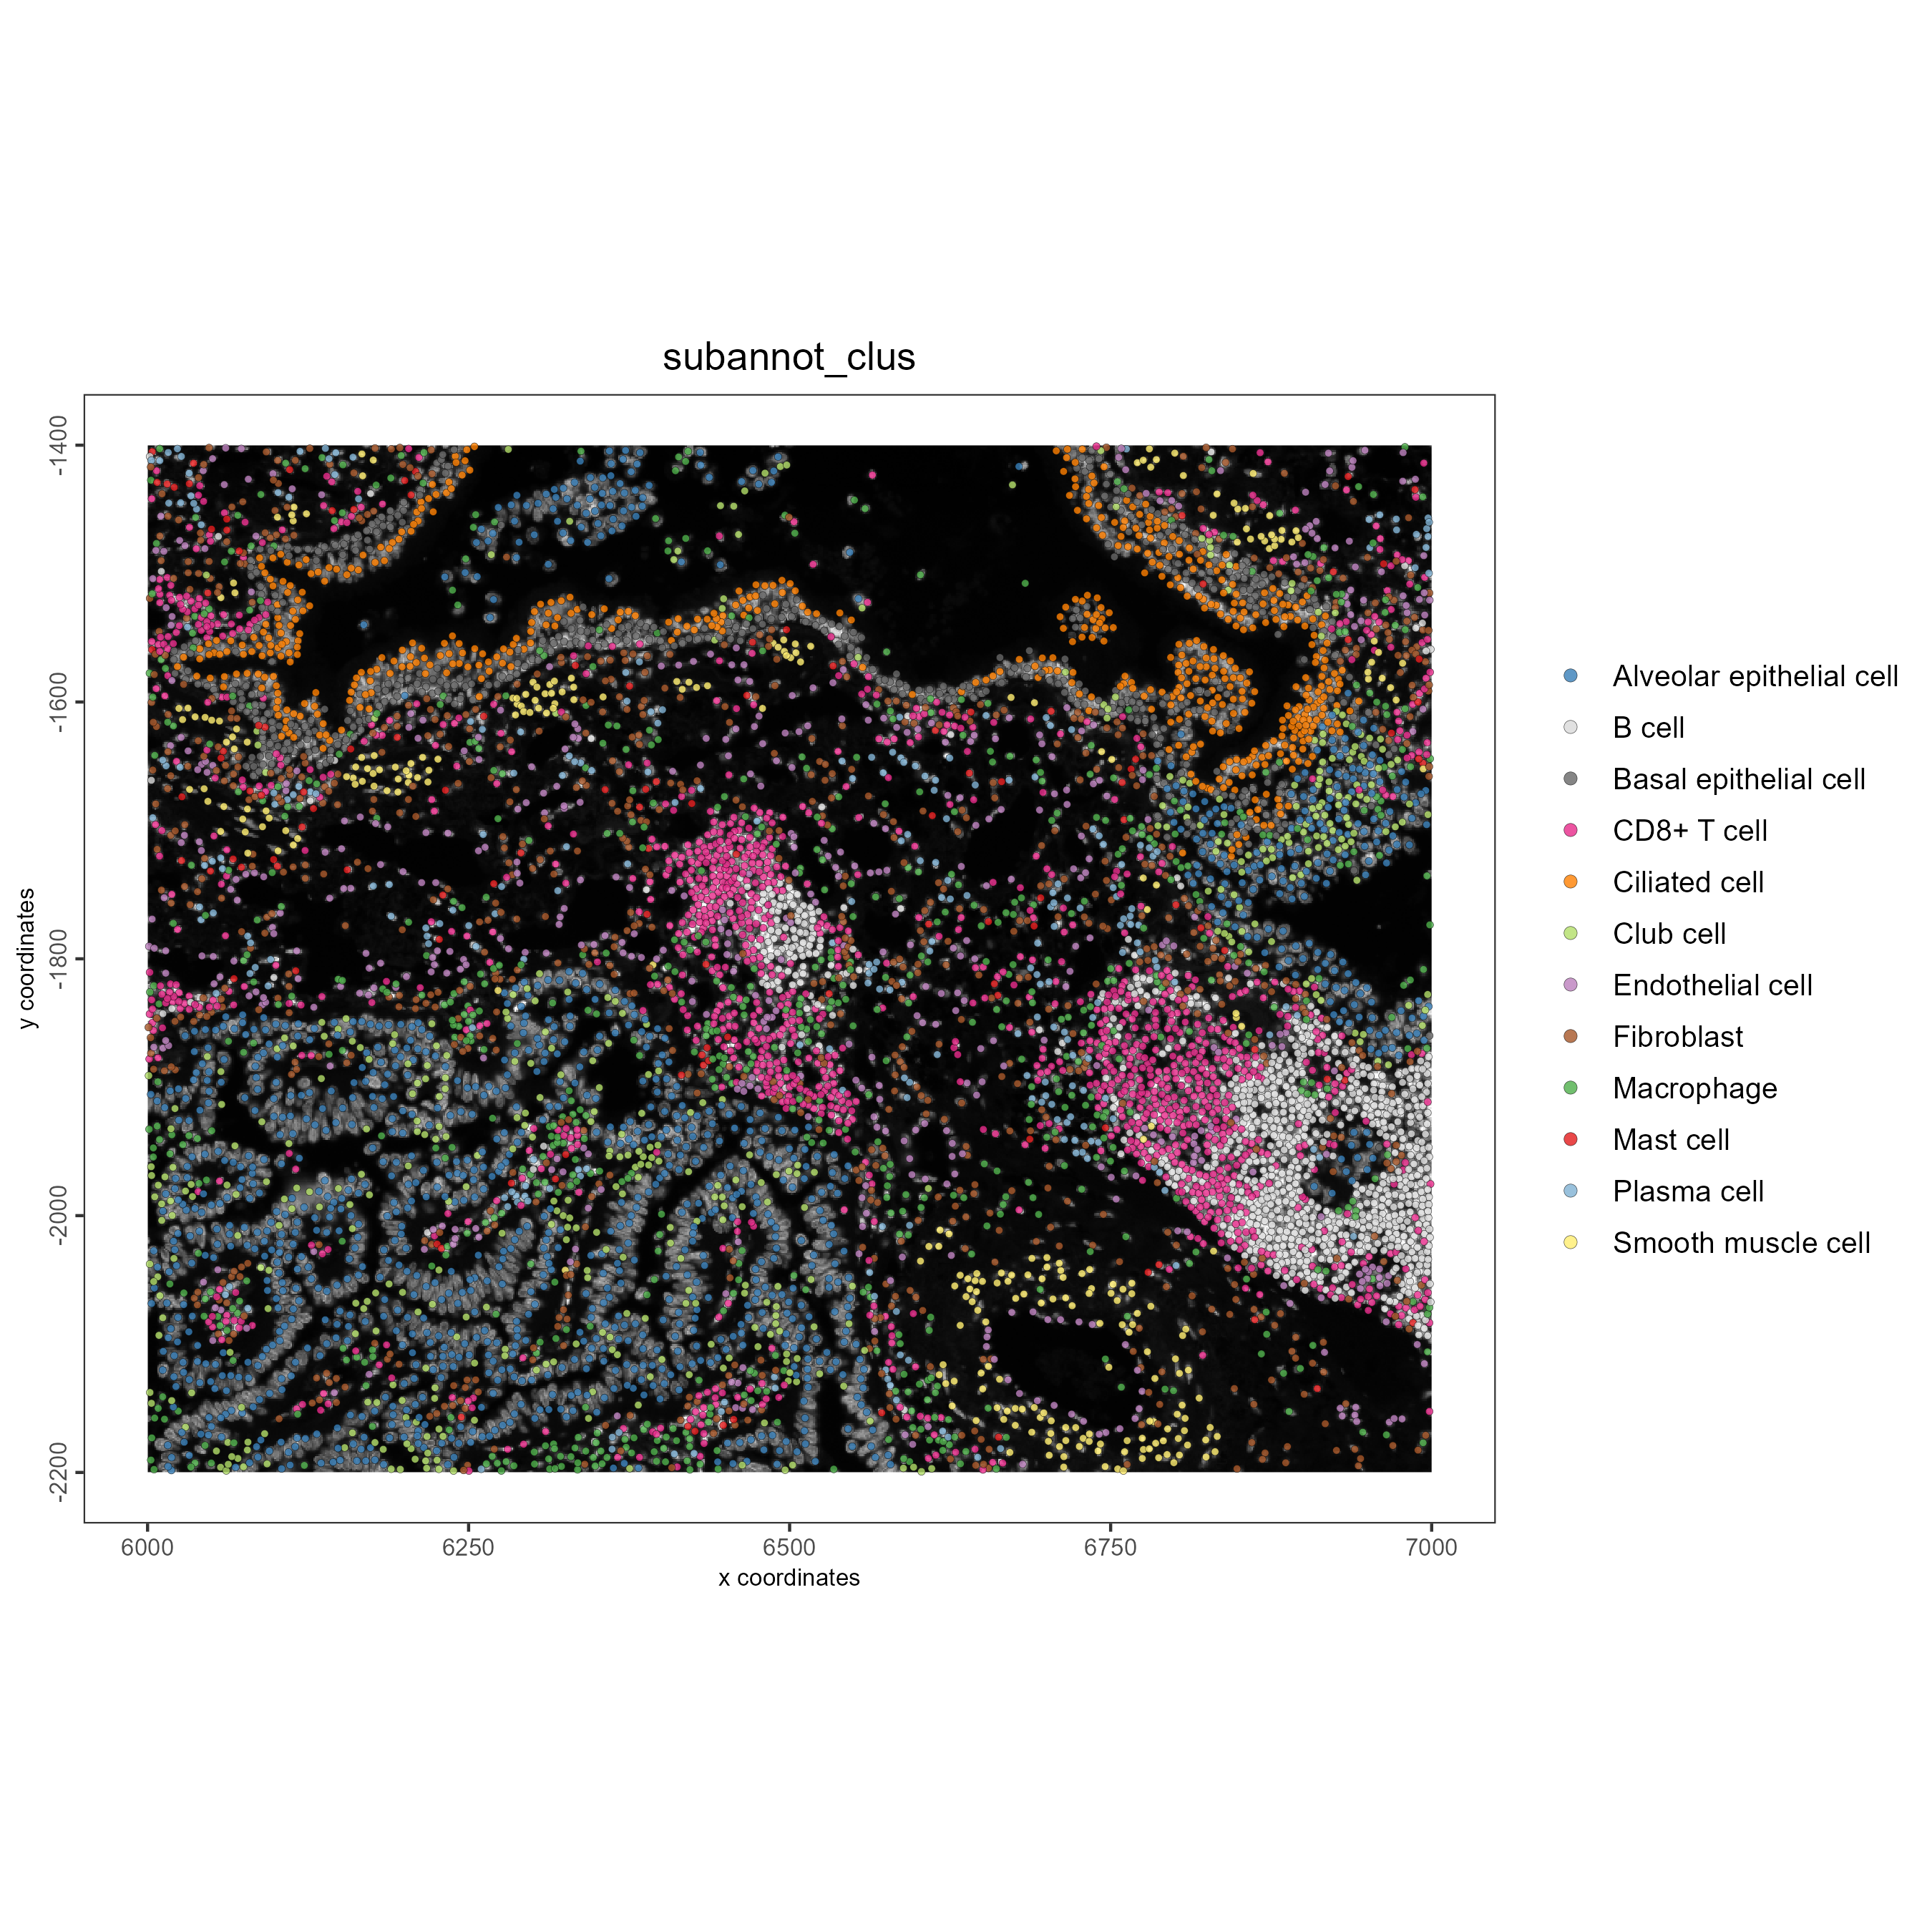 subannot_clus
-1400
-1600
-1800
-2000
-2200
y coordinates
6000
6250
6500
6750
7000
x coordinates
Alveolar epithelial cell
B cell
Basal epithelial cell
CD8+ T cell
Ciliated cell
Club cell
Endothelial cell
Fibroblast
Macrophage
Mast cell
Plasma cell
Smooth muscle cell